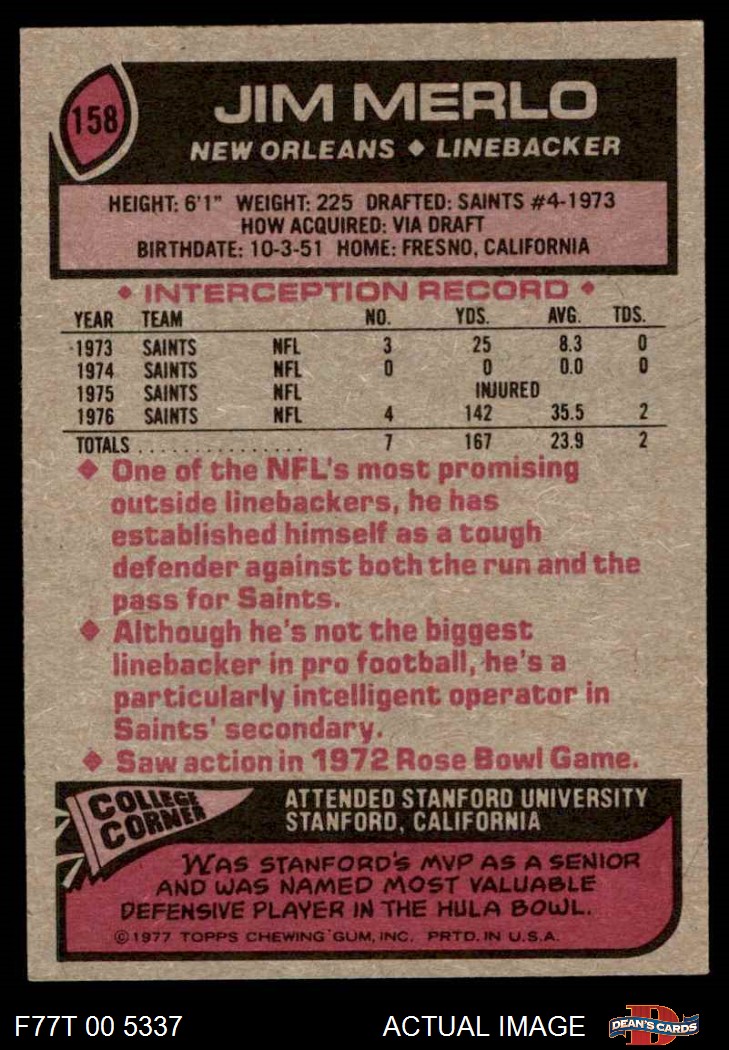 158
JIM MERLO
NEW ORLEANS ◆ LINEBACKER
HEIGHT: 6'1" WEIGHT: 225 DRAFTED: SAINTS #4-1973
HOW ACQUIRED: VIA DRAFT
BIRTHDATE: 10-3-51 HOME: FRESNO, CALIFORNIA
◆ INTERCEPTION RECORD ◆
YEAR TEAM NO. YDS. AVG. TDS.
1973 SAINTS NFL 3 25 8.3 0
1974 SAINTS NFL 0 0 0.0 0
1975 SAINTS NFL INJURED
1976 SAINTS NFL 4 142 35.5 2
TOTALS . . . . . . . . . . . . . . . . 7 167 23.9 2
◆ One of the NFL's most promising
outside linebackers, he has
established himself as a tough
defender against both the run and the
pass for Saints.
◆ Although he's not the biggest
linebacker in pro football, he's a
particularly intelligent operator in
Saints' secondary.
◆ Saw action in 1972 Rose Bowl Game.
COLLEGE
CORNER
ATTENDED STANFORD UNIVERSITY
STANFORD, CALIFORNIA
WAS STANFORD'S MVP AS A SENIOR
AND WAS NAMED MOST VALUABLE
DEFENSIVE PLAYER IN THE HULA BOWL.
© 1977 TOPPS CHEWING GUM, INC. PRTD. IN U.S.A.
F77T 00 5337 ACTUAL IMAGE
D
DEAN'S CARDS